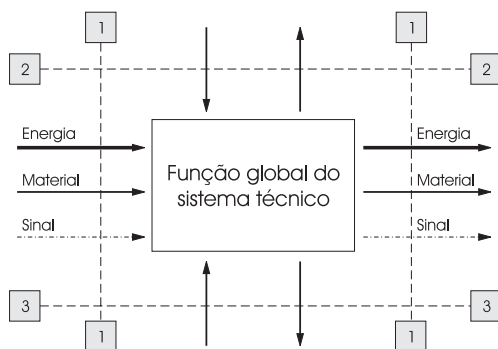 1 1
2 2
Energia Energia
Função global do
sistema técnico
Material Material
Sinal Sinal
3 3
1 1